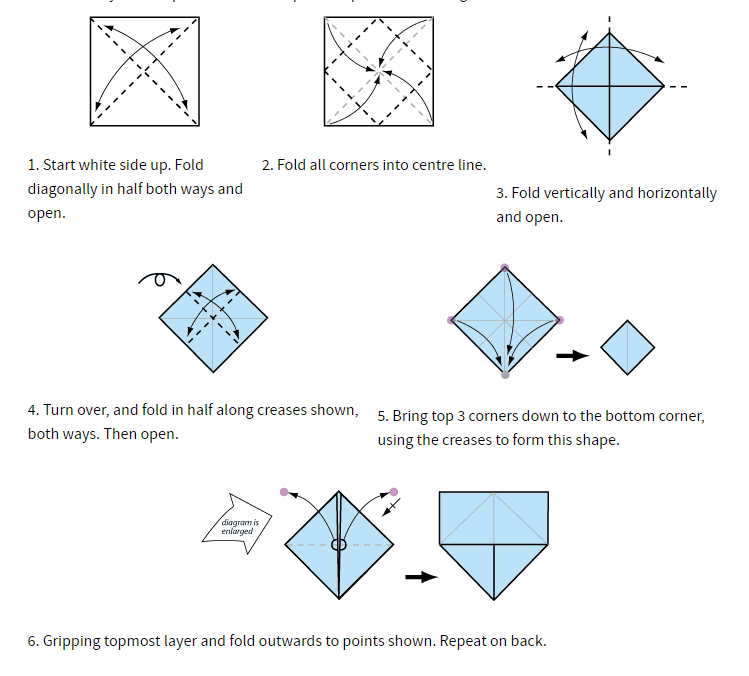 1. Start white side up. Fold
diagonally in half both ways and
open.
2. Fold all corners into centre line.
3. Fold vertically and horizontally
and open.
4. Turn over, and fold in half along creases shown,
both ways. Then open.
5. Bring top 3 corners down to the bottom corner,
using the creases to form this shape.
diagram is
enlarged
6. Gripping topmost layer and fold outwards to points shown. Repeat on back.